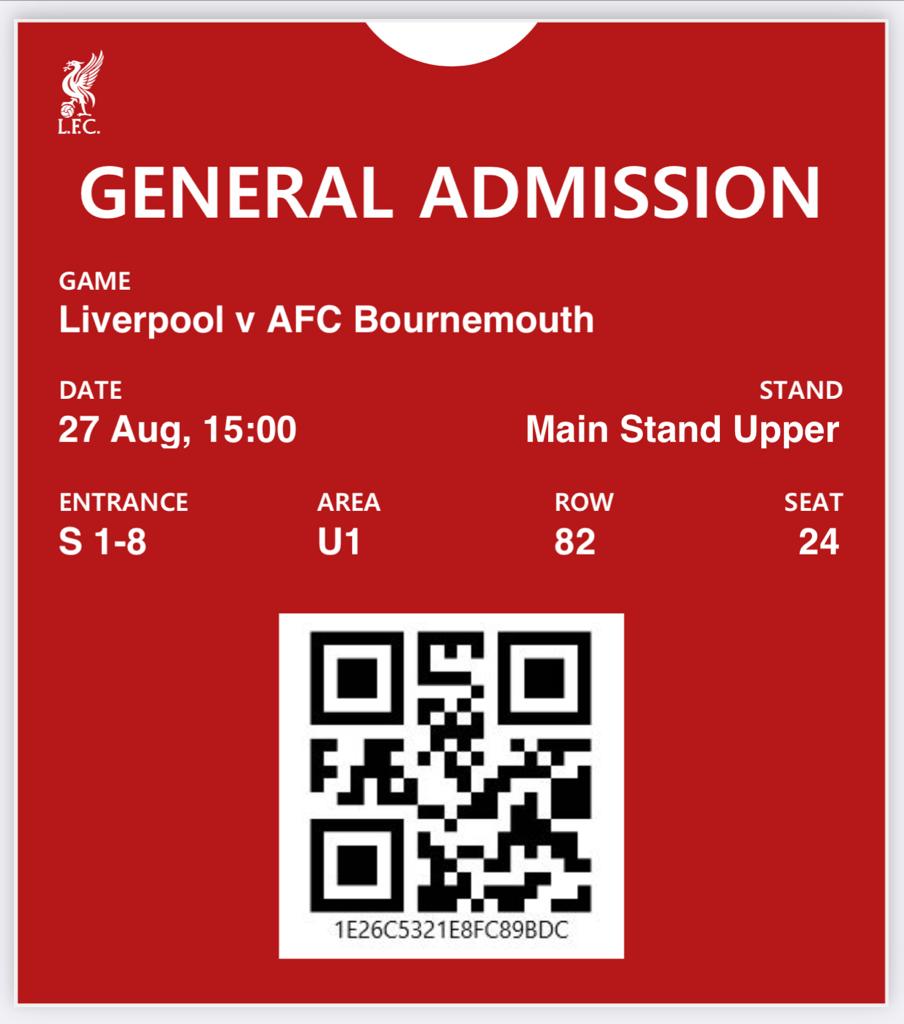 L.F.C.
GENERAL ADMISSION
GAME
Liverpool v AFC Bournemouth
DATE STAND
27 Aug, 15:00 Main Stand Upper
ENTRANCE AREA ROW SEAT
S 1-8 U1 82 24
1E26C5321E8FC89BDC